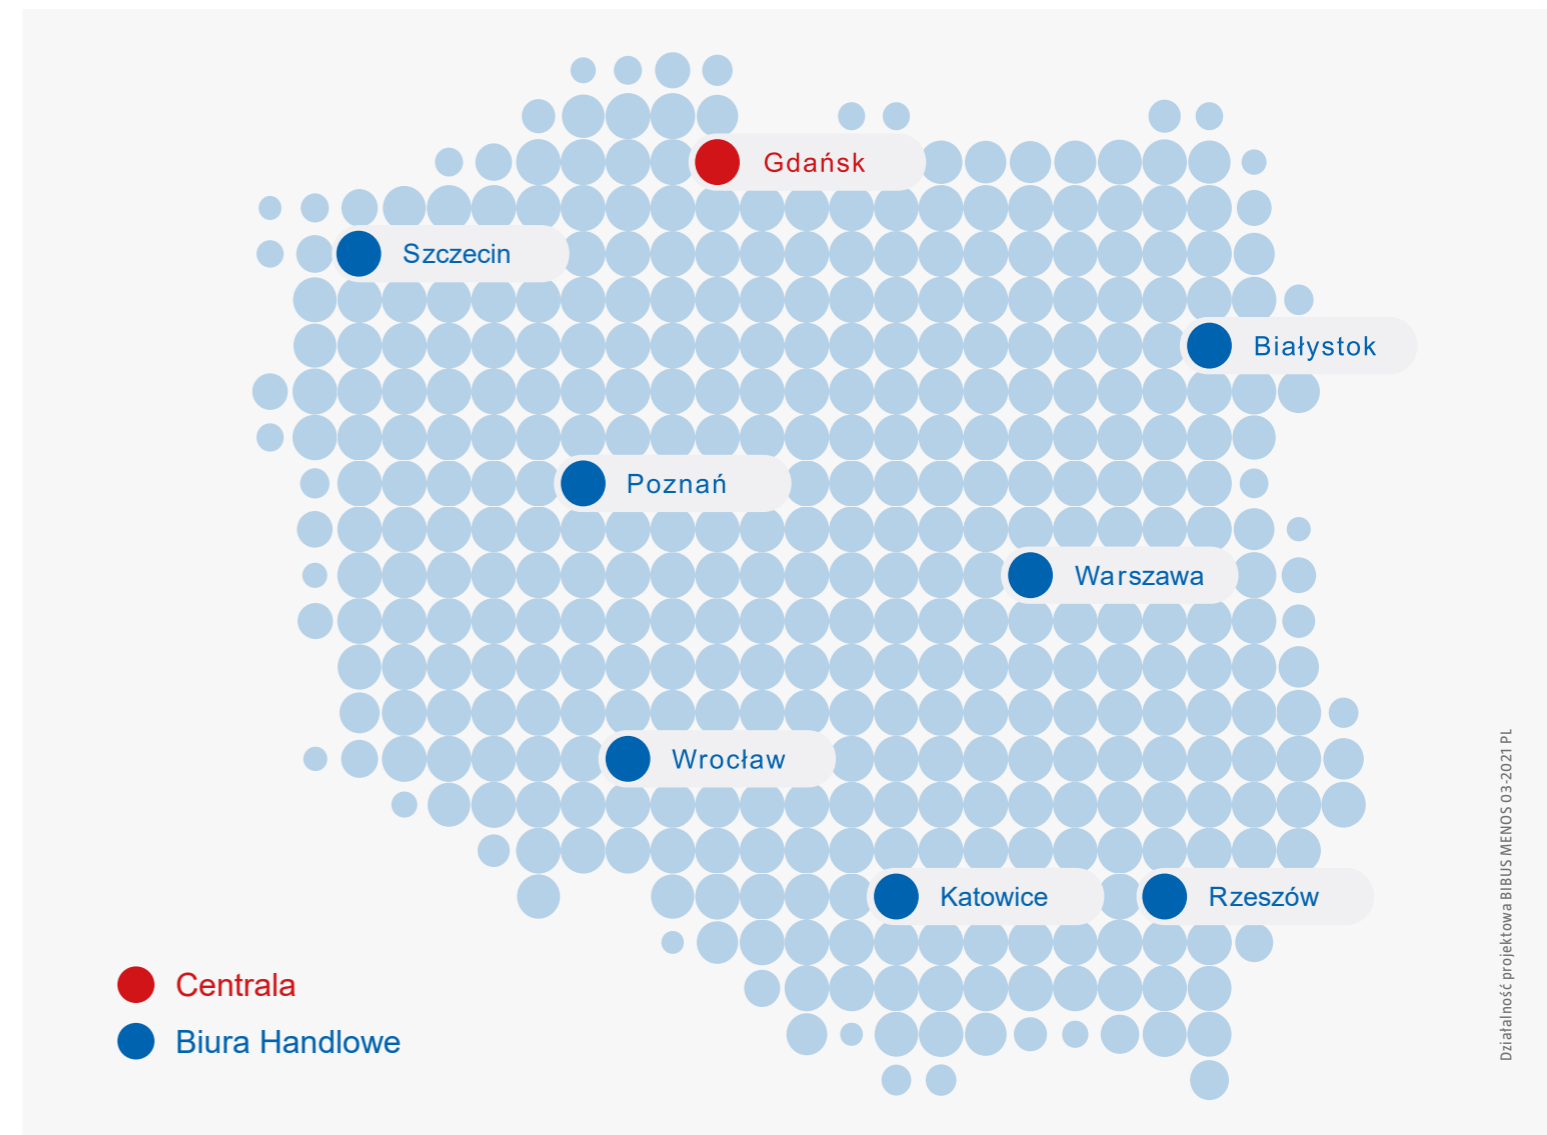 Gdańsk
Szczecin
Białystok
Poznań
Warszawa
Wrocław
Katowice
Rzeszów
Centrala
Biura Handlowe
Działalność projektowa BIBUS MENOS 03-2021 PL